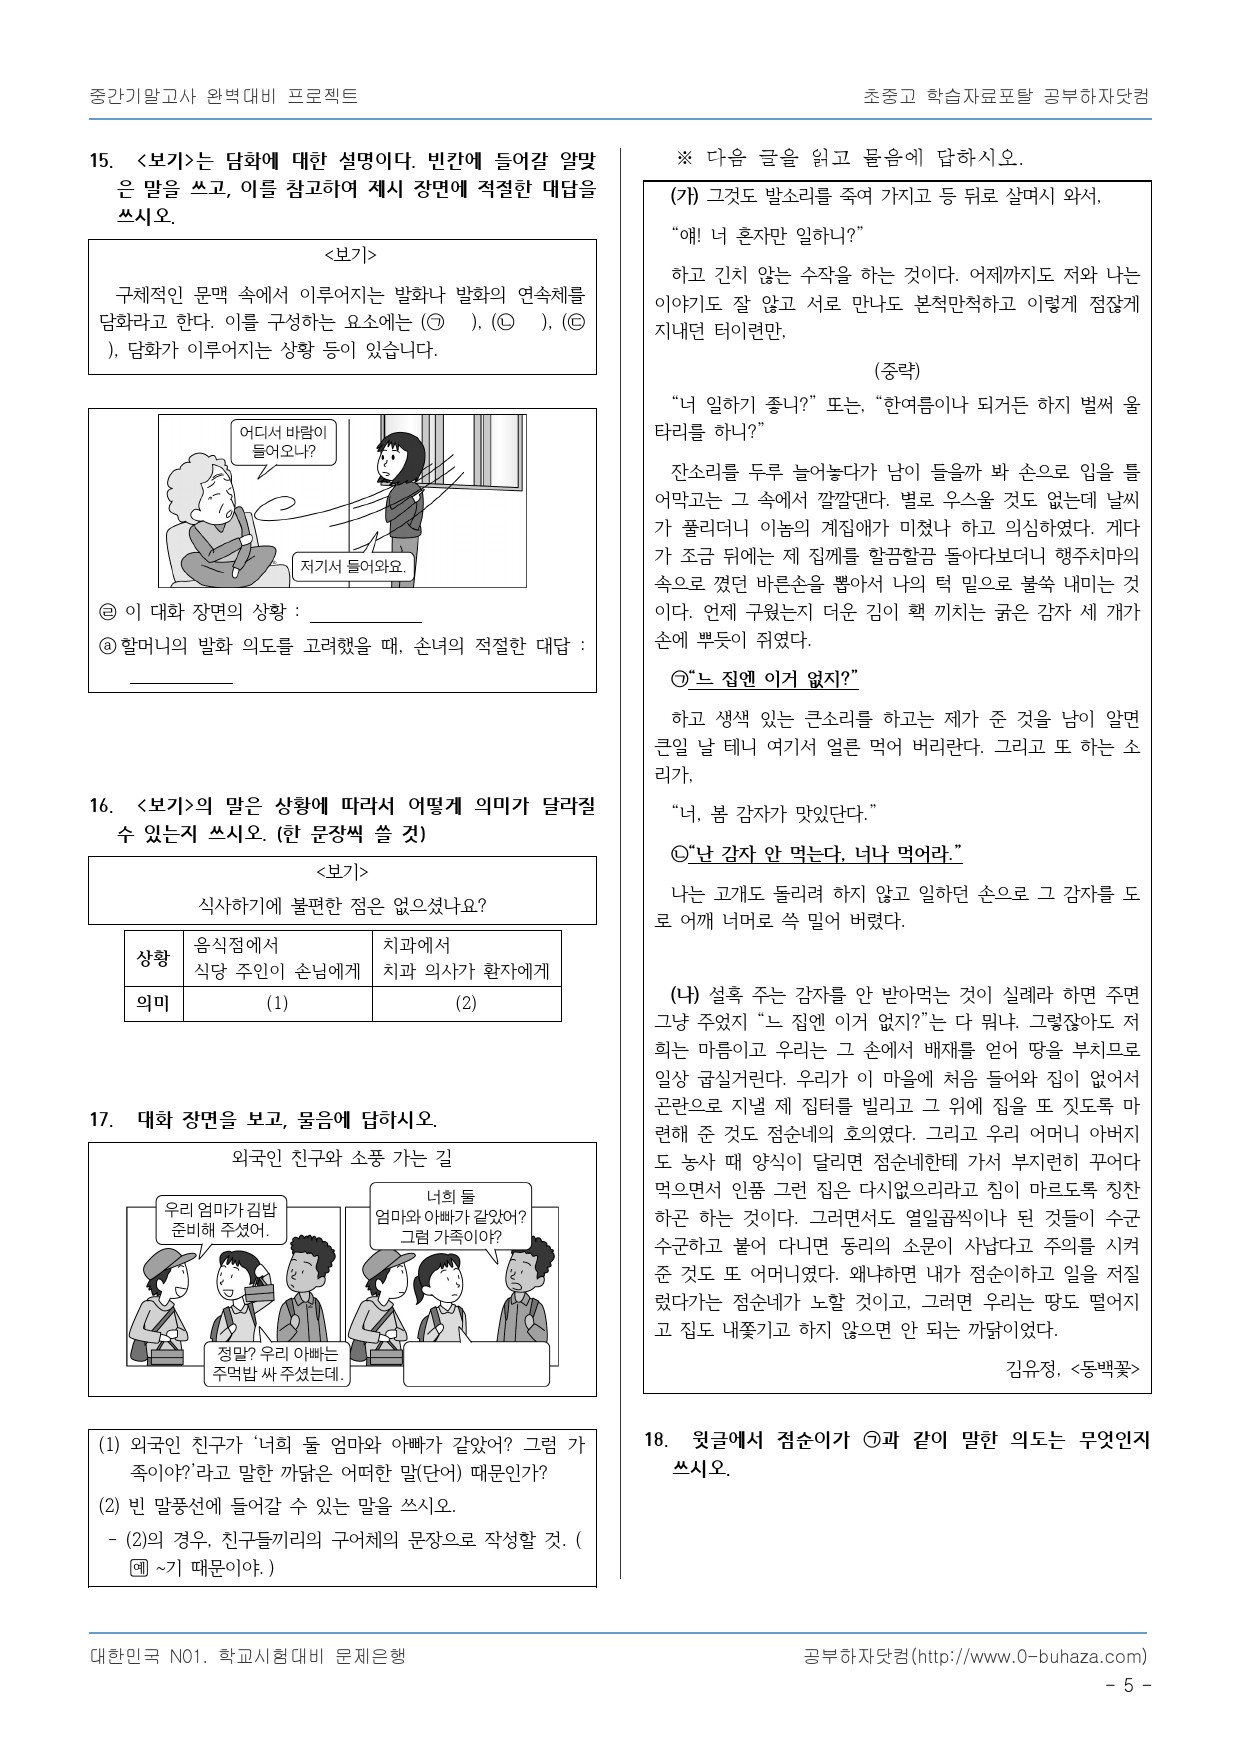 중간기말고사 완벽대비 프로젝트
초중고 학습자료포탈 공부하자닷컴
15. <보기>는 담화에 대한 설명이다. 빈칸에 들어갈 알맞
은 말을 쓰고, 이를 참고하여 제시 장면에 적절한 대답을
쓰시오.
<보기>
구체적인 문맥 속에서 이루어지는 발화나 발화의 연속체를
담화라고 한다. 이를 구성하는 요소에는 (㉠ ), (㉡ ), (㉢
), 담화가 이루어지는 상황 등이 있습니다.
어디서 바람이
들어오나?
저기서 들어와요.
㉣ 이 대화 장면의 상황 :
ⓐ할머니의 발화 의도를 고려했을 때, 손녀의 적절한 대답 :
16. <보기>의 말은 상황에 따라서 어떻게 의미가 달라질
수 있는지 쓰시오. (한 문장씩 쓸 것)
<보기>
식사하기에 불편한 점은 없으셨나요?
상황
음식점에서
식당 주인이 손님에게
치과에서
치과 의사가 환자에게
의미 (1) (2)
17. 대화 장면을 보고, 물음에 답하시오.
외국인 친구와 소풍 가는 길
우리 엄마가 김밥
준비해 주셨어.
정말? 우리 아빠는
주먹밥 싸 주셨는데.
너희 둘
엄마와 아빠가 같았어?
그럼 가족이야?
(1) 외국인 친구가 ‘너희 둘 엄마와 아빠가 같았어? 그럼 가
족이야?’라고 말한 까닭은 어떠한 말(단어) 때문인가?
(2) 빈 말풍선에 들어갈 수 있는 말을 쓰시오.
- (2)의 경우, 친구들끼리의 구어체의 문장으로 작성할 것. (
예 ~기 때문이야. )
※ 다음 글을 읽고 물음에 답하시오.
(가) 그것도 발소리를 죽여 가지고 등 뒤로 살며시 와서,
“얘! 너 혼자만 일하니?”
하고 긴치 않는 수작을 하는 것이다. 어제까지도 저와 나는
이야기도 잘 않고 서로 만나도 본척만척하고 이렇게 점잖게
지내던 터이련만,
(중략)
“너 일하기 좋니?” 또는, “한여름이나 되거든 하지 벌써 울
타리를 하니?”
잔소리를 두루 늘어놓다가 남이 들을까 봐 손으로 입을 틀
어막고는 그 속에서 깔깔댄다. 별로 우스울 것도 없는데 날씨
가 풀리더니 이놈의 계집애가 미쳤나 하고 의심하였다. 게다
가 조금 뒤에는 제 집께를 할끔할끔 돌아다보더니 행주치마의
속으로 꼈던 바른손을 뽑아서 나의 턱 밑으로 불쑥 내미는 것
이다. 언제 구웠는지 더운 김이 홱 끼치는 굵은 감자 세 개가
손에 뿌듯이 쥐였다.
㉠“느 집엔 이거 없지?”
하고 생색 있는 큰소리를 하고는 제가 준 것을 남이 알면
큰일 날 테니 여기서 얼른 먹어 버리란다. 그리고 또 하는 소
리가,
“너, 봄 감자가 맛있단다.”
㉡“난 감자 안 먹는다, 너나 먹어라.”
나는 고개도 돌리려 하지 않고 일하던 손으로 그 감자를 도
로 어깨 너머로 쓱 밀어 버렸다.
(나) 설혹 주는 감자를 안 받아먹는 것이 실례라 하면 주면
그냥 주었지 “느 집엔 이거 없지?”는 다 뭐냐. 그렇잖아도 저
희는 마름이고 우리는 그 손에서 배재를 얻어 땅을 부치므로
일상 굽실거린다. 우리가 이 마을에 처음 들어와 집이 없어서
곤란으로 지낼 제 집터를 빌리고 그 위에 집을 또 짓도록 마
련해 준 것도 점순네의 호의였다. 그리고 우리 어머니 아버지
도 농사 때 양식이 달리면 점순네한테 가서 부지런히 꾸어다
먹으면서 인품 그런 집은 다시없으리라고 침이 마르도록 칭찬
하곤 하는 것이다. 그러면서도 열일곱씩이나 된 것들이 수군
수군하고 붙어 다니면 동리의 소문이 사납다고 주의를 시켜
준 것도 또 어머니였다. 왜냐하면 내가 점순이하고 일을 저질
렀다가는 점순네가 노할 것이고, 그러면 우리는 땅도 떨어지
고 집도 내쫓기고 하지 않으면 안 되는 까닭이었다.
김유정, <동백꽃>
18. 윗글에서 점순이가 ㉠과 같이 말한 의도는 무엇인지
쓰시오.
대한민국 N01. 학교시험대비 문제은행
공부하자닷컴(http://www.0-buhaza.com)
- 5 -